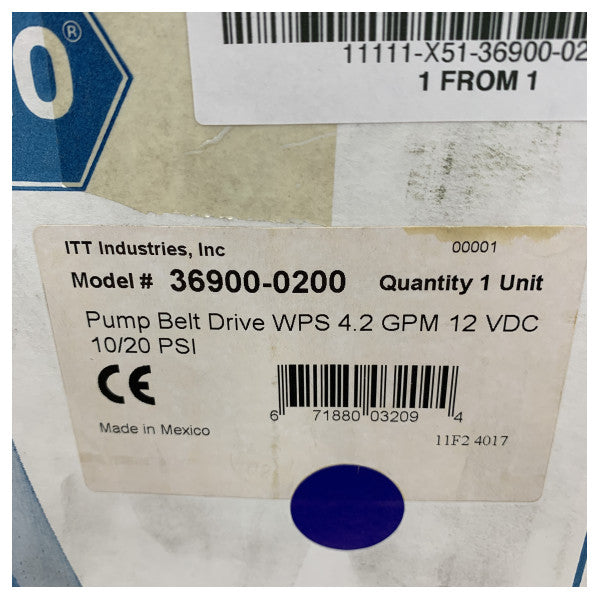 O®
11111-X51-36900-02
1 FROM 1
ITT Industries, Inc 00001
Model # 36900-0200 Quantity 1 Unit
Pump Belt Drive WPS 4.2 GPM 12 VDC
10/20 PSI
CE
6 71880 03209 4
Made in Mexico
11F2 4017